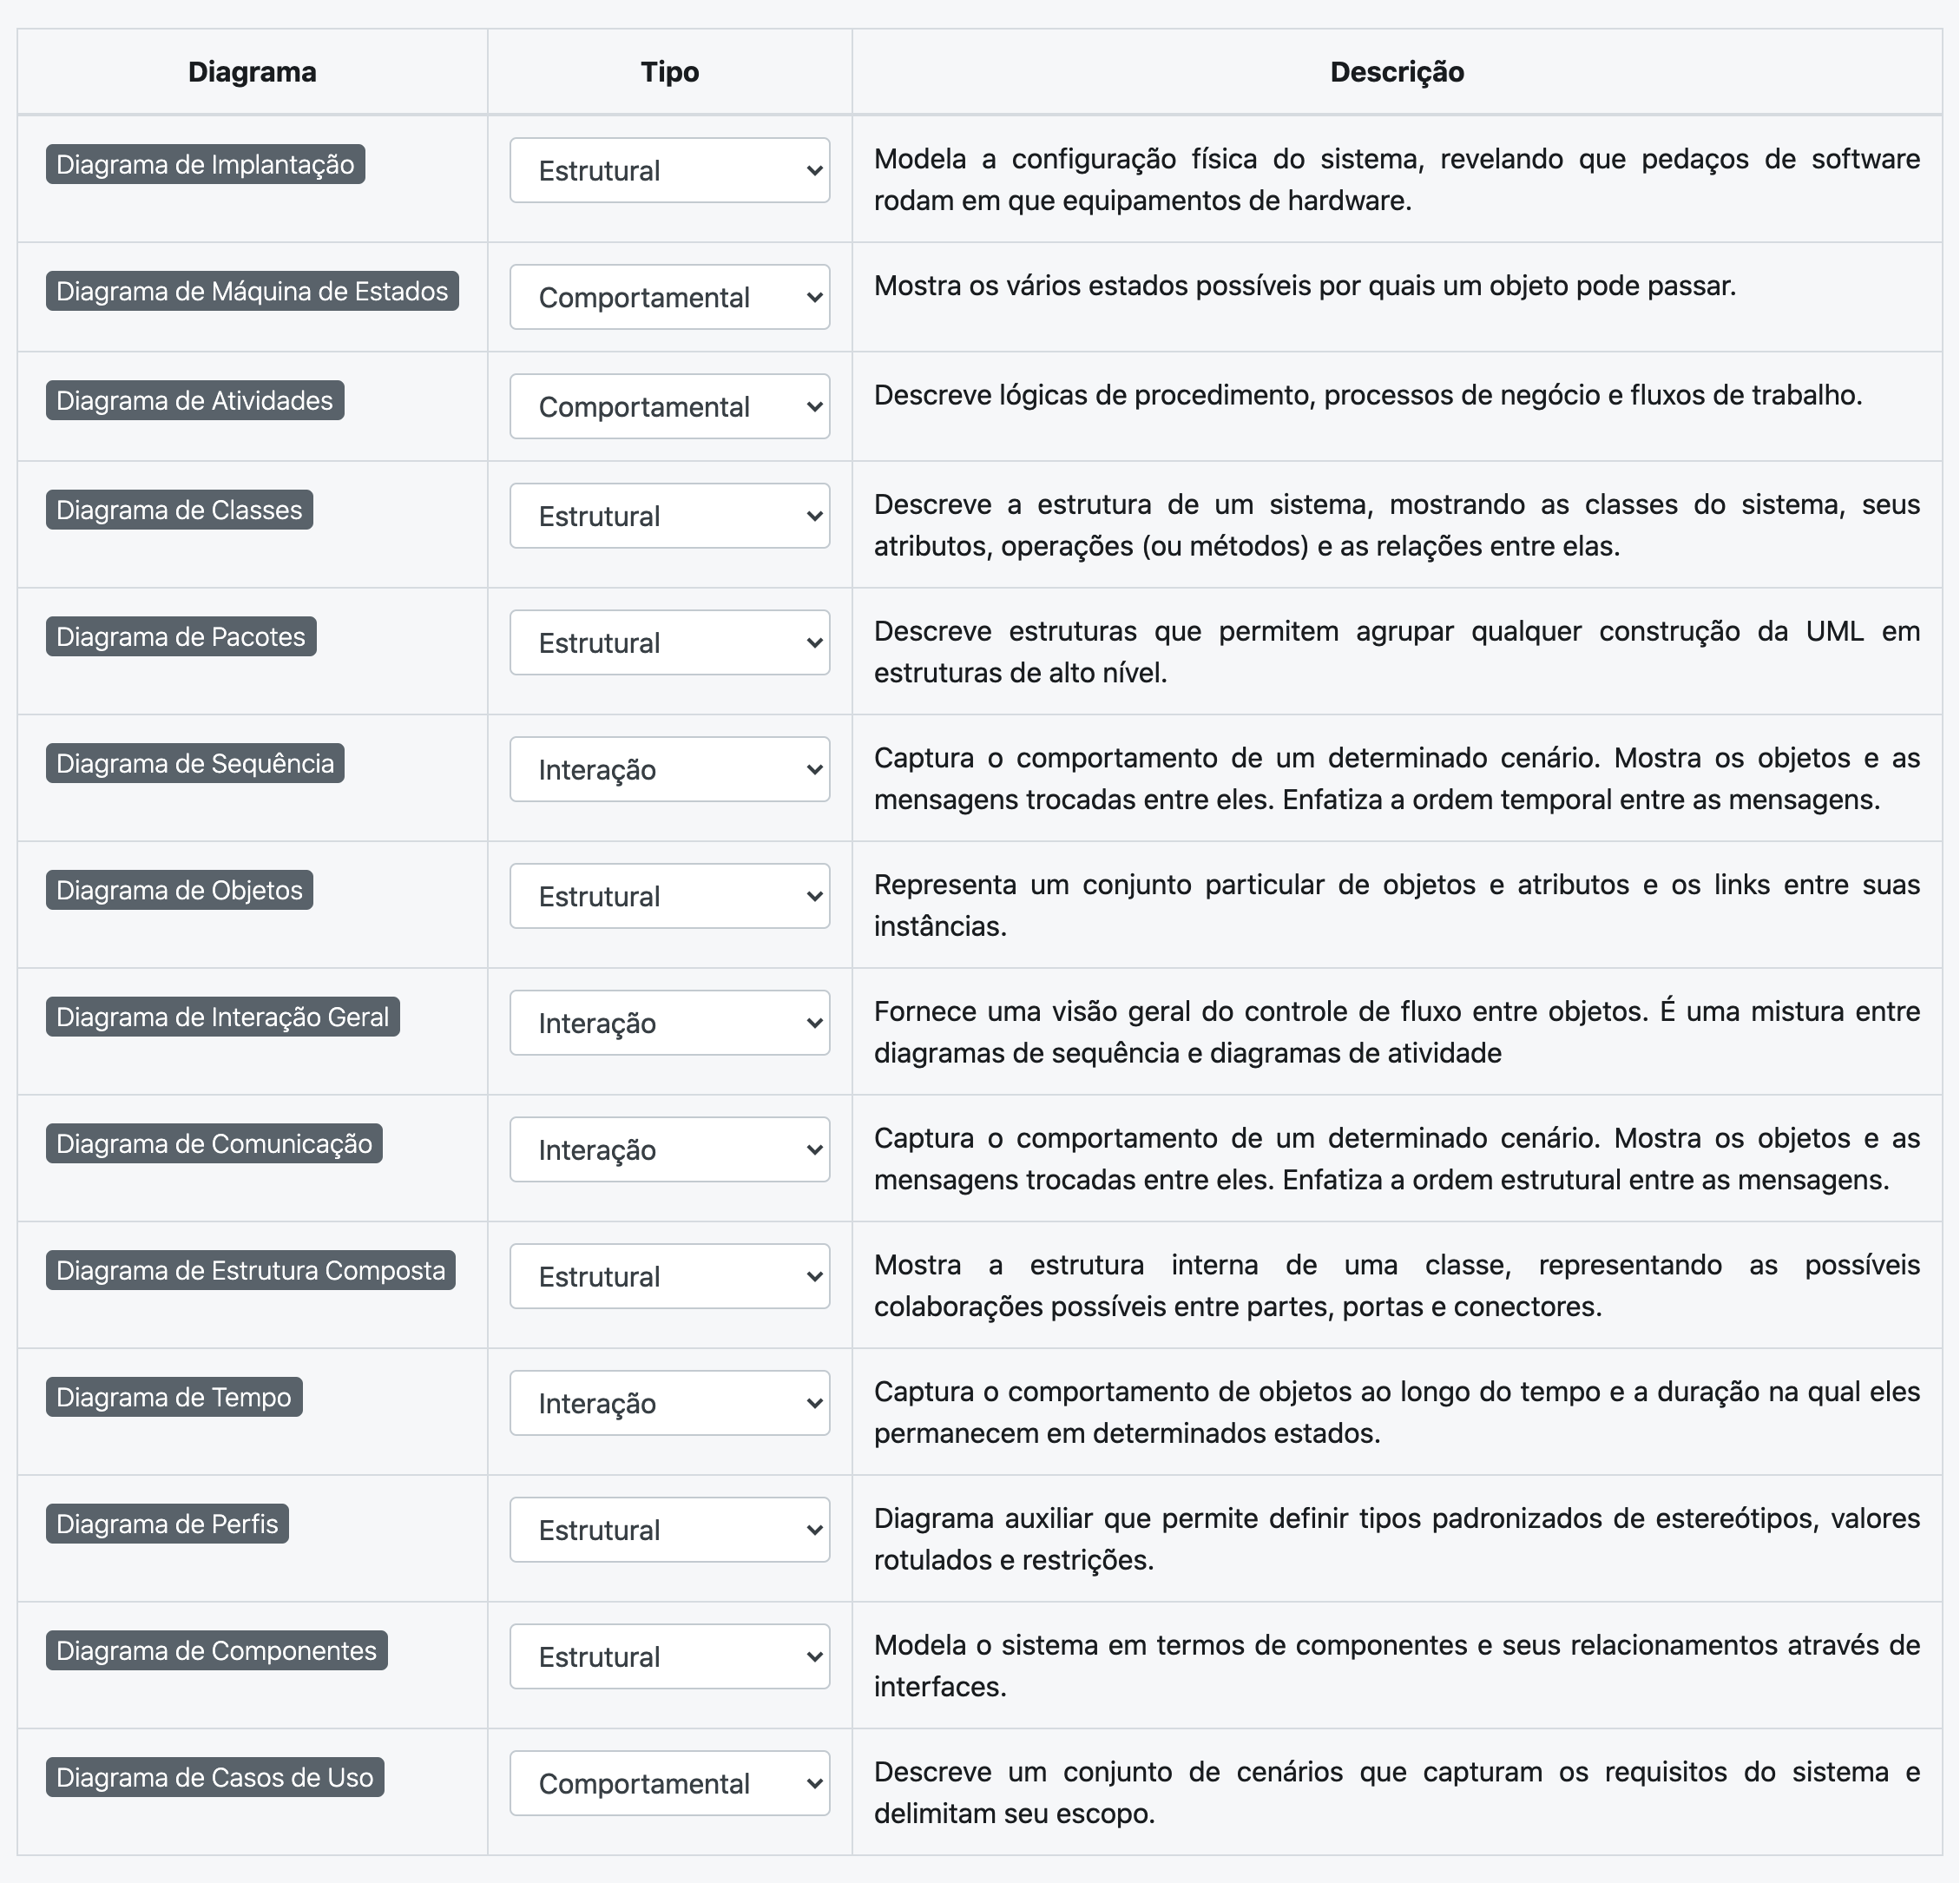 Diagrama Tipo Descrição
Diagrama de Implantação Estrutural Modela a configuração física do sistema, revelando que pedaços de software
rodam em que equipamentos de hardware.
Diagrama de Máquina de Estados Comportamental Mostra os vários estados possíveis por quais um objeto pode passar.
Diagrama de Atividades Comportamental Descreve lógicas de procedimento, processos de negócio e fluxos de trabalho.
Diagrama de Classes Estrutural Descreve a estrutura de um sistema, mostrando as classes do sistema, seus
atributos, operações (ou métodos) e as relações entre elas.
Diagrama de Pacotes Estrutural Descreve estruturas que permitem agrupar qualquer construção da UML em
estruturas de alto nível.
Diagrama de Sequência Interação Captura o comportamento de um determinado cenário. Mostra os objetos e as
mensagens trocadas entre eles. Enfatiza a ordem temporal entre as mensagens.
Diagrama de Objetos Estrutural Representa um conjunto particular de objetos e atributos e os links entre suas
instâncias.
Diagrama de Interação Geral Interação Fornece uma visão geral do controle de fluxo entre objetos. É uma mistura entre
diagramas de sequência e diagramas de atividade
Diagrama de Comunicação Interação Captura o comportamento de um determinado cenário. Mostra os objetos e as
mensagens trocadas entre eles. Enfatiza a ordem estrutural entre as mensagens.
Diagrama de Estrutura Composta Estrutural Mostra a estrutura interna de uma classe, representando as possíveis
colaborações possíveis entre partes, portas e conectores.
Diagrama de Tempo Interação Captura o comportamento de objetos ao longo do tempo e a duração na qual eles
permanecem em determinados estados.
Diagrama de Perfis Estrutural Diagrama auxiliar que permite definir tipos padronizados de estereótipos, valores
rotulados e restrições.
Diagrama de Componentes Estrutural Modela o sistema em termos de componentes e seus relacionamentos através de
interfaces.
Diagrama de Casos de Uso Comportamental Descreve um conjunto de cenários que capturam os requisitos do sistema e
delimitam seu escopo.